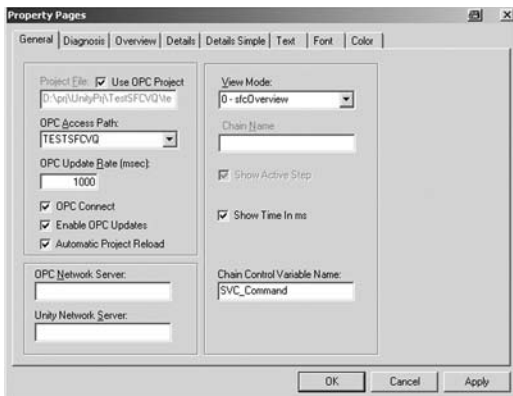 Property Pages
General Diagnosis Overview Details Details Simple Text Font Color
Project File: Use OPC Project
D:\prj\UnityPrj\TestSFCVQ\te
OPC Access Path:
TESTSFCVQ
OPC Update Rate (msec):
1000
OPC Connect
Enable OPC Updates
Automatic Project Reload
OPC Network Server:
Unity Network Server:
View Mode:
0 - sfcOverview
Chain Name
Show Active Step
Show Time In ms
Chain Control Variable Name:
SVC_Command
OK Cancel Apply